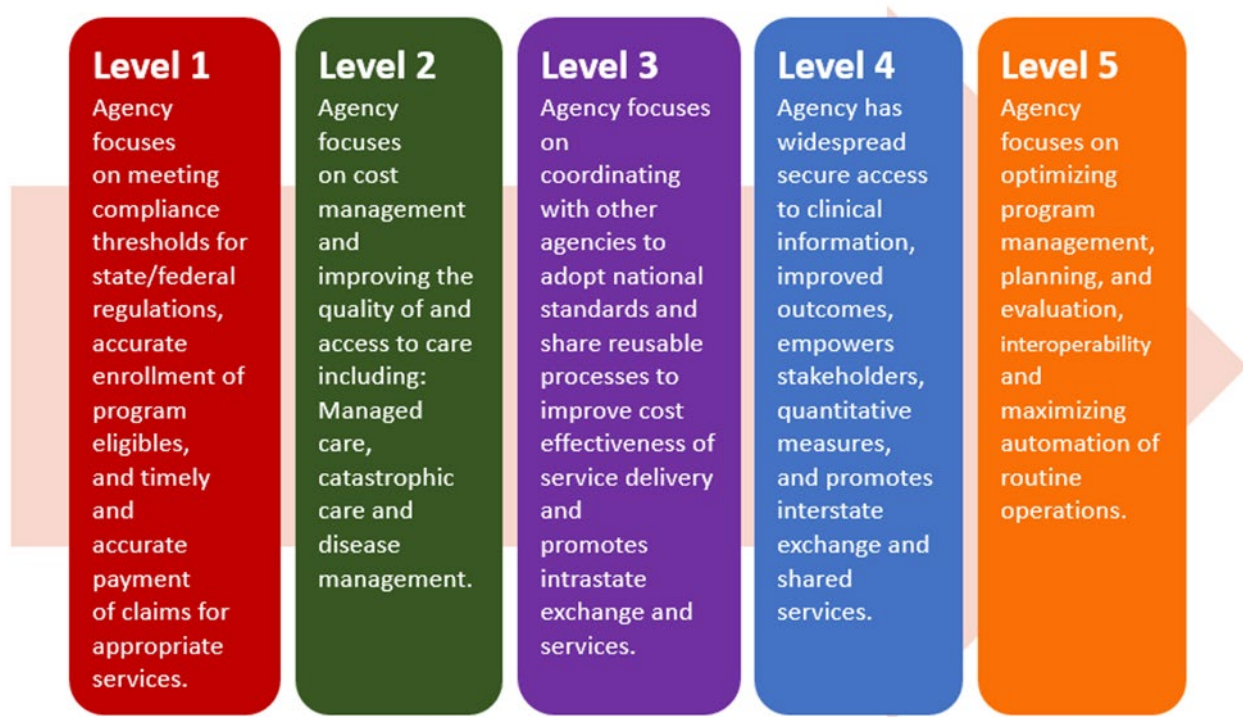 Level 1
Agency
focuses
on meeting
compliance
thresholds for
state/federal
regulations,
accurate
enrollment of
program
eligibles,
and timely
and
accurate
payment
of claims for
appropriate
services.
Level 2
Agency
focuses
on cost
management
and
improving the
quality of and
access to care
including:
Managed
care,
catastrophic
care and
disease
management.
Level 3
Agency focuses
on
coordinating
with other
agencies to
adopt national
standards and
share reusable
processes to
improve cost
effectiveness of
service delivery
and
promotes
intrastate
exchange and
services.
Level 4
Agency has
widespread
secure access
to clinical
information,
improved
outcomes,
empowers
stakeholders,
quantitative
measures,
and promotes
interstate
exchange and
shared
services.
Level 5
Agency
focuses on
optimizing
program
management,
planning, and
evaluation,
interoperability
and
maximizing
automation of
routine
operations.